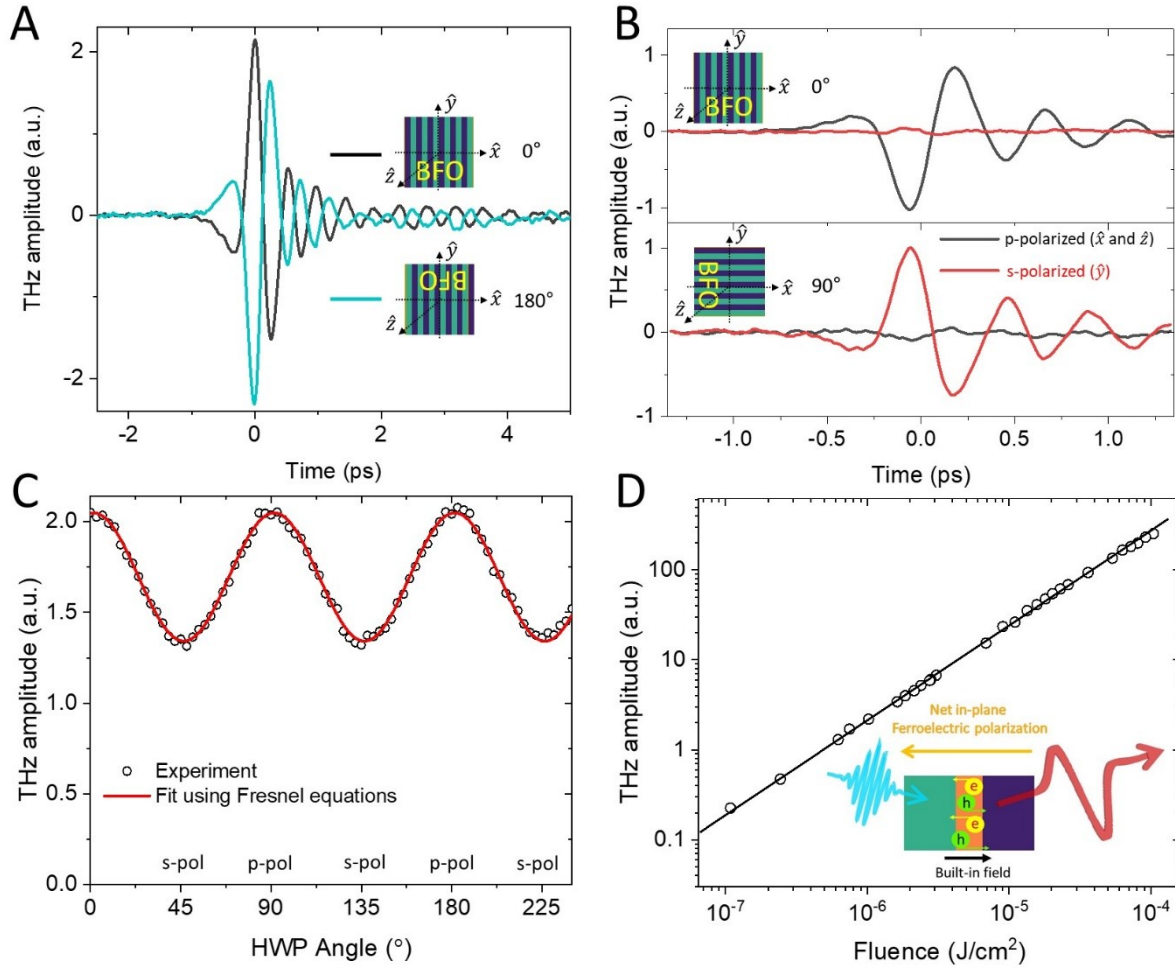 A
THz amplitude (a.u.)
2
0
-2
-2
0
2
4
Time (ps)
ŷ
x̂ 0°
ẑ
BFO
ŷ
x̂ 180°
ẑ
BFO
B
THz amplitude (a.u.)
1
0
-1
ŷ
x̂ 0°
ẑ
BFO
1
0
-1
ŷ
x̂ 90°
ẑ
BFO
p-polarized (x̂ and ẑ)
s-polarized (ŷ)
-1.0
-0.5
0.0
0.5
1.0
Time (ps)
C
THz amplitude (a.u.)
2.0
1.5
1.0
0.5
0.0
Experiment
Fit using Fresnel equations
s-pol p-pol s-pol p-pol s-pol
0 45 90 135 180 225
HWP Angle (°)
D
THz amplitude (a.u.)
100
10
1
0.1
Net in-plane
Ferroelectric polarization
e
h
e
h
Built-in field
10⁻⁷ 10⁻⁶ 10⁻⁵ 10⁻⁴
Fluence (J/cm²)